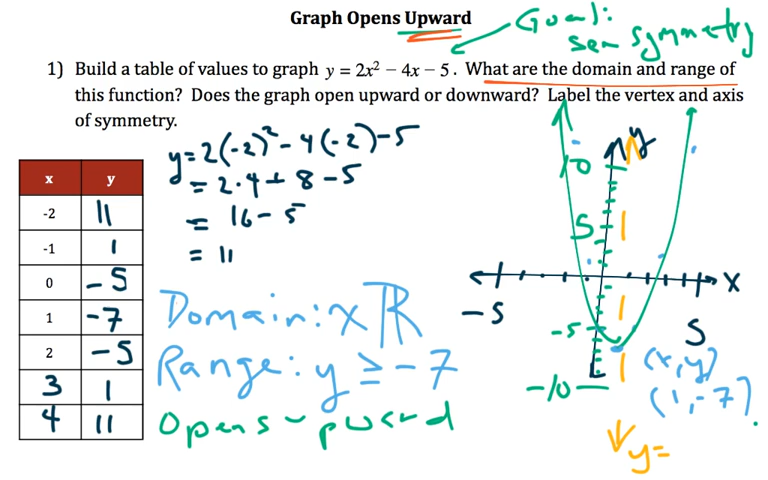 Graph Opens Upward
Goal:
see symmetry
1) Build a table of values to graph y = 2x² – 4x – 5. What are the domain and range of
this function? Does the graph open upward or downward? Label the vertex and axis
of symmetry.
y=2(-2)²-4(-2)-5
= 2·4+8-5
= 16-5
= 11
x y
-2 11
-1 1
0 -5
1 -7
2 -5
3 1
4 11
Domain: x ℝ
Range: y ≥ -7
Opens upward
y
10
5
x
-5
5
-5
-10
(x,y)
(1,-7)
y=